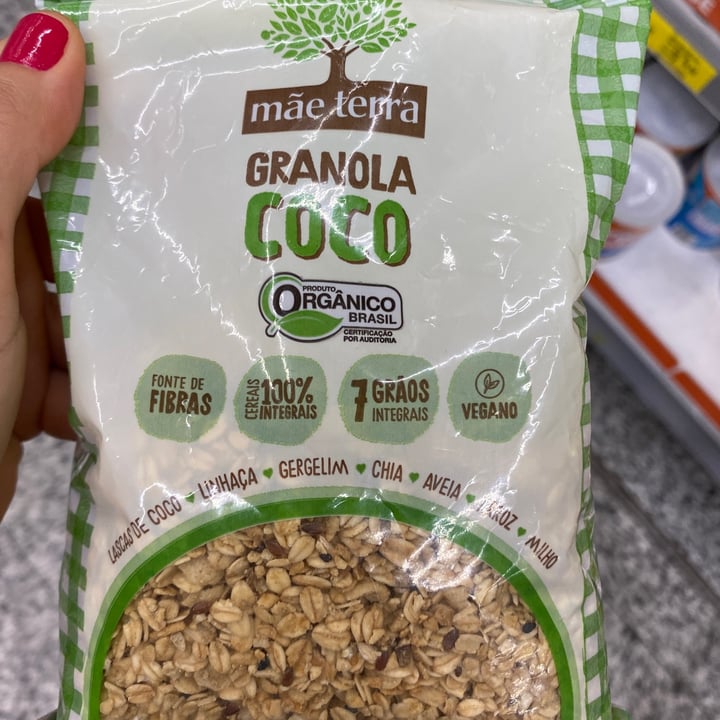 mãe terra
GRANOLA
COCO
PRODUTO
ORGÂNICO
BRASIL
CERTIFICAÇÃO
POR AUDITORIA
FONTE DE
FIBRAS
CEREAIS
100%
INTEGRAIS
7 GRÃOS
INTEGRAIS
VEGANO
LASCAS DE COCO ♥ LINHAÇA ♥ GERGELIM ♥ CHIA ♥ AVEIA ♥ ARROZ ♥ MILHO